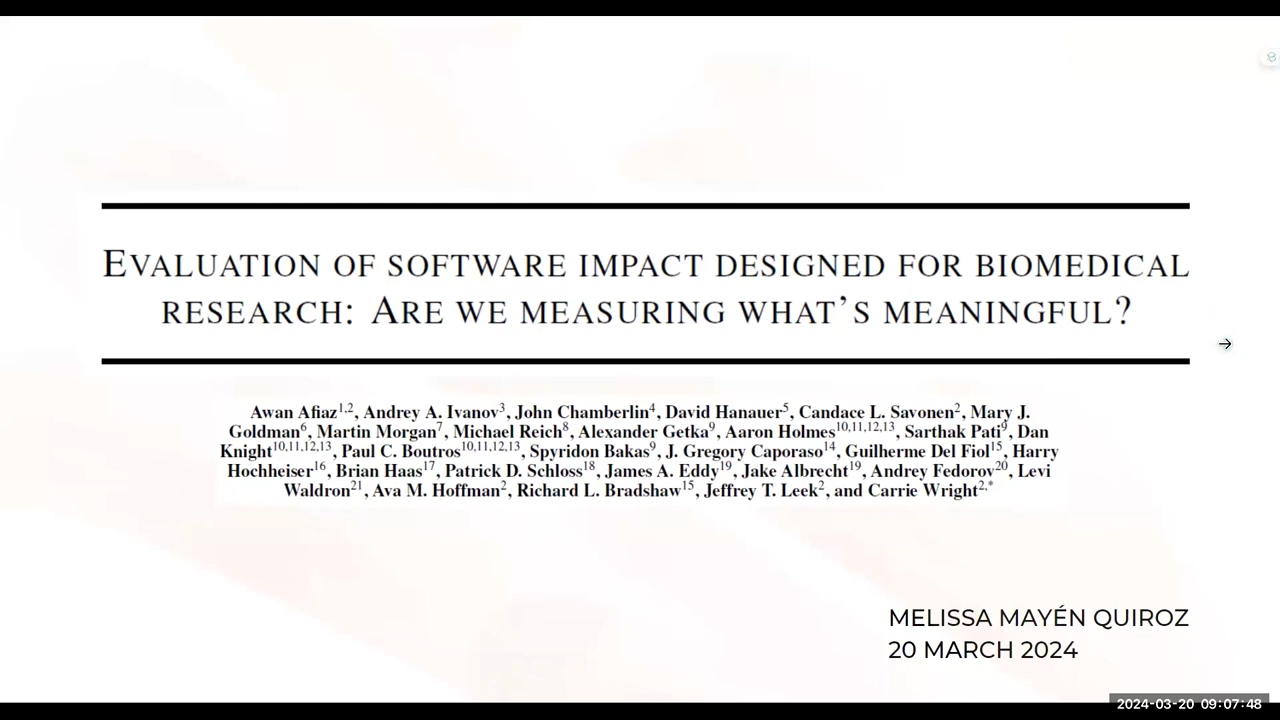 EVALUATION OF SOFTWARE IMPACT DESIGNED FOR BIOMEDICAL
RESEARCH: ARE WE MEASURING WHAT'S MEANINGFUL?
Awan Afiaz1,2, Andrey A. Ivanov3, John Chamberlin4, David Hanauer5, Candace L. Savonen2, Mary J.
Goldman6, Martin Morgan7, Michael Reich8, Alexander Getka9, Aaron Holmes10,11,12,13, Sarthak Pati9, Dan
Knight10,11,12,13, Paul C. Boutros10,11,12,13, Spyridon Bakas9, J. Gregory Caporaso14, Guilherme Del Fiol15, Harry
Hochheiser16, Brian Haas17, Patrick D. Schloss18, James A. Eddy19, Jake Albrecht19, Andrey Fedorov20, Levi
Waldron21, Ava M. Hoffman2, Richard L. Bradshaw15, Jeffrey T. Leek2, and Carrie Wright2,*
MELISSA MAYÉN QUIROZ
20 MARCH 2024
2024-03-20 09:07:48